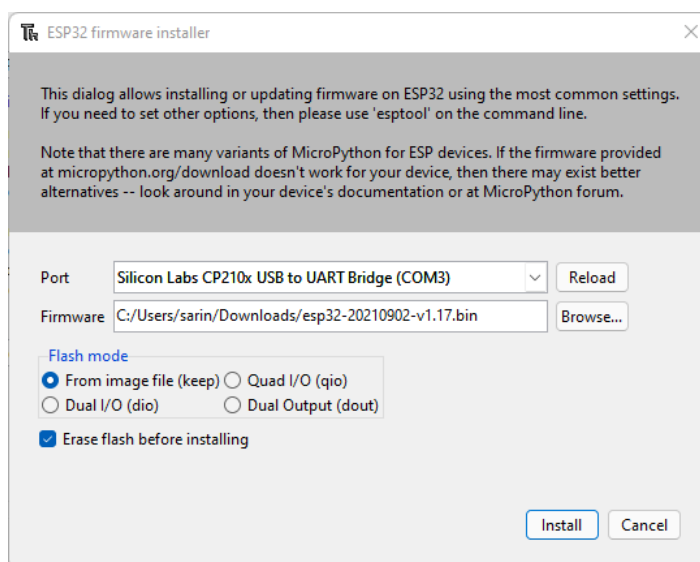 ESP32 firmware installer
This dialog allows installing or updating firmware on ESP32 using the most common settings.
If you need to set other options, then please use 'esptool' on the command line.
Note that there are many variants of MicroPython for ESP devices. If the firmware provided
at micropython.org/download doesn't work for your device, then there may exist better
alternatives -- look around in your device's documentation or at MicroPython forum.
Port Silicon Labs CP210x USB to UART Bridge (COM3) Reload
Firmware C:/Users/sarin/Downloads/esp32-20210902-v1.17.bin Browse...
Flash mode
From image file (keep) Quad I/O (qio)
Dual I/O (dio) Dual Output (dout)
Erase flash before installing
Install Cancel